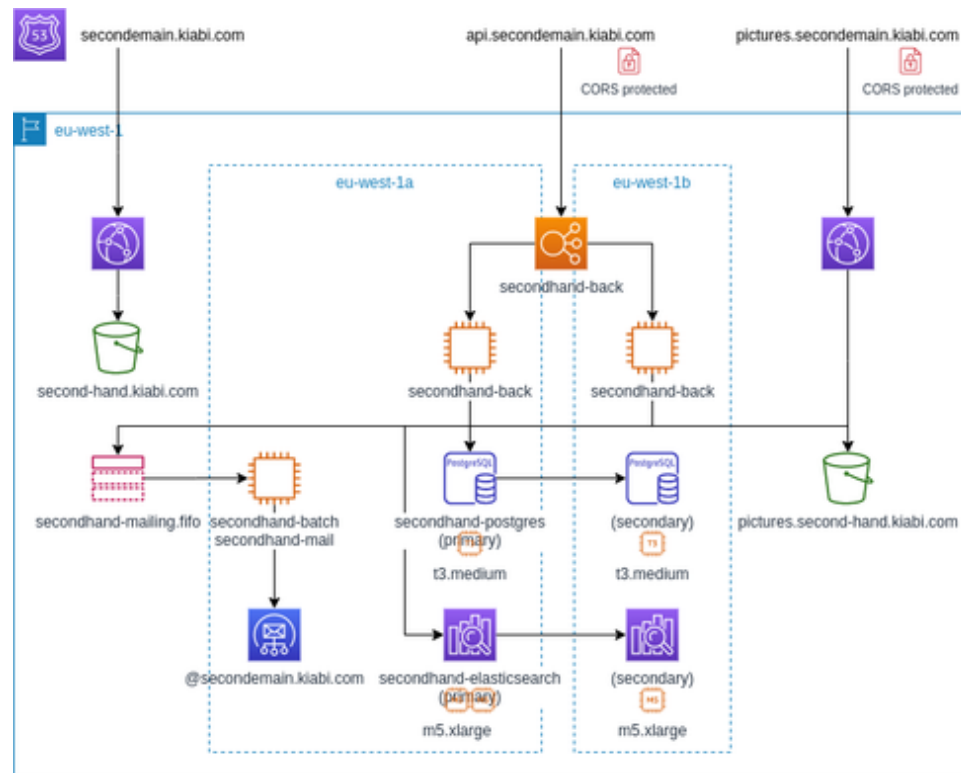 53
secondemain.kiabi.com
api.secondemain.kiabi.com
pictures.secondemain.kiabi.com
CORS protected
CORS protected
eu-west-1
eu-west-1a
eu-west-1b
secondhand-back
second-hand.kiabi.com
secondhand-back
secondhand-back
PostgreSQL
PostgreSQL
secondhand-mailing.fifo
secondhand-batch
secondhand-mail
secondhand-postgres
(primary)
t3.medium
(secondary)
T3
t3.medium
pictures.second-hand.kiabi.com
@secondemain.kiabi.com
secondhand-elasticsearch
(primary)
m5.xlarge
(secondary)
M5
m5.xlarge